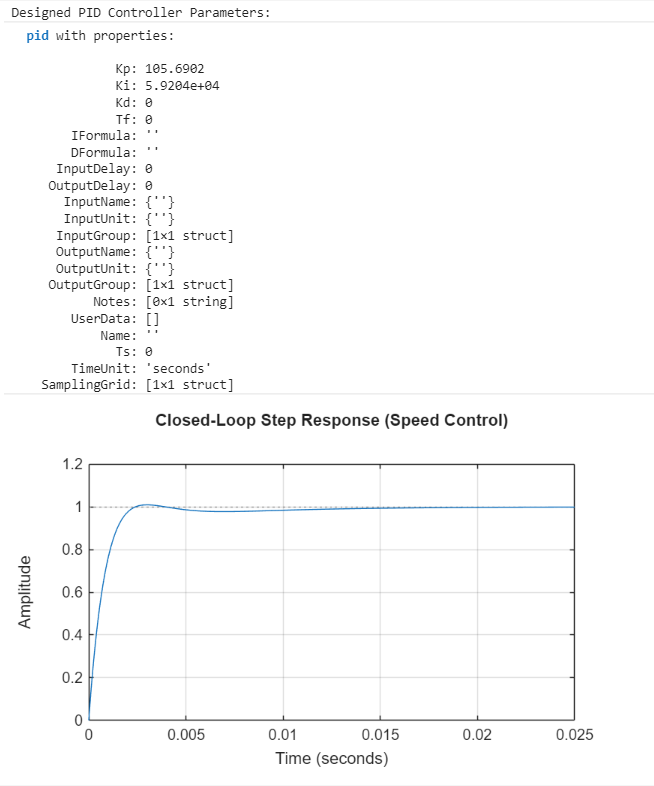 Designed PID Controller Parameters:
pid with properties:
Kp: 105.6902
Ki: 5.9204e+04
Kd: 0
Tf: 0
IFormula: ''
DFormula: ''
InputDelay: 0
OutputDelay: 0
InputName: {''}
InputUnit: {''}
InputGroup: [1×1 struct]
OutputName: {''}
OutputUnit: {''}
OutputGroup: [1×1 struct]
Notes: [0×1 string]
UserData: []
Name: ''
Ts: 0
TimeUnit: 'seconds'
SamplingGrid: [1×1 struct]
Closed-Loop Step Response (Speed Control)
1.2
1
0.8
0.6
0.4
0.2
0
Amplitude
0 0.005 0.01 0.015 0.02 0.025
Time (seconds)